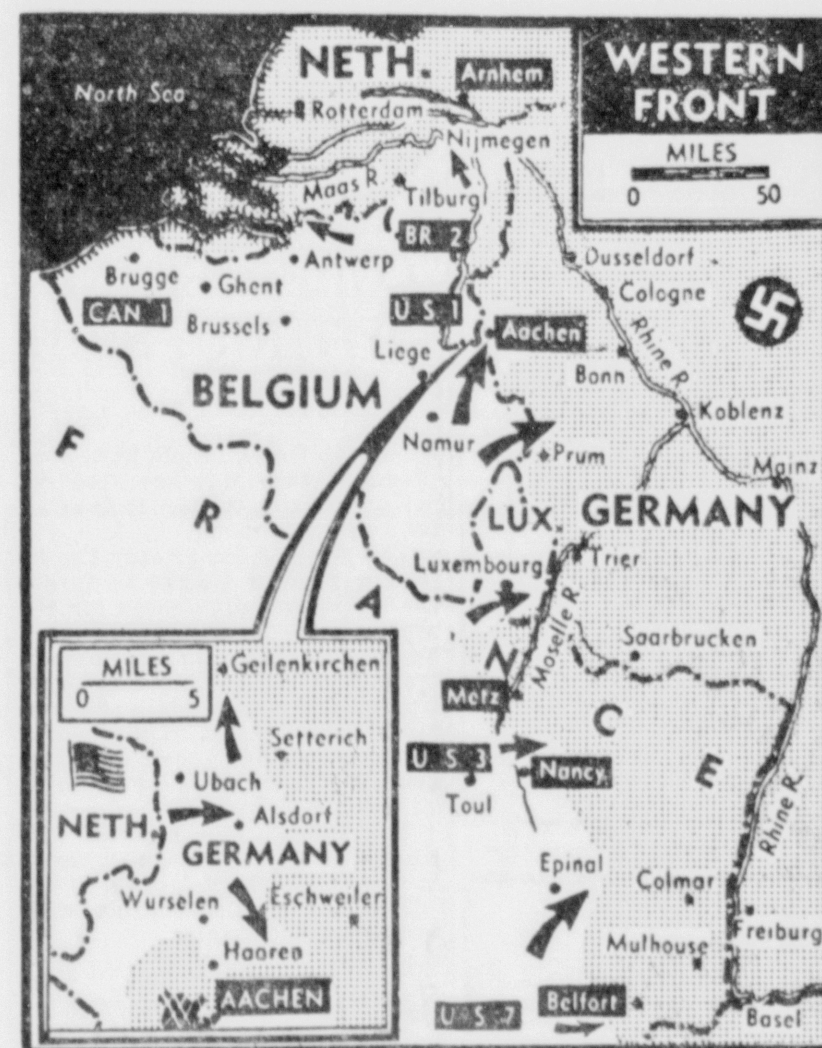 WESTERN
FRONT
MILES
0 50
NETH.
Arnhem
North Sea
Rotterdam
Nijmegen
Maas R.
Tilburg
BR 2
Antwerp
Dusseldorf
Brugge
Ghent
Cologne
CAN 1
Brussels
U S 1
Aachen
Rhine R.
Liege
Bonn
BELGIUM
Koblenz
Namur
Prum
Mainz
LUX.
GERMANY
Luxembourg
Trier
Moselle R.
Saarbrucken
FRANCE
Metz
U S 3
Nancy
Toul
Rhine R.
Epinal
Colmar
Freiburg
Mulhouse
U S 7
Belfort
Basel
MILES
0 5
Geilenkirchen
Setterich
Ubach
NETH.
Alsdorf
GERMANY
Wurselen
Eschweiler
Haaren
AACHEN